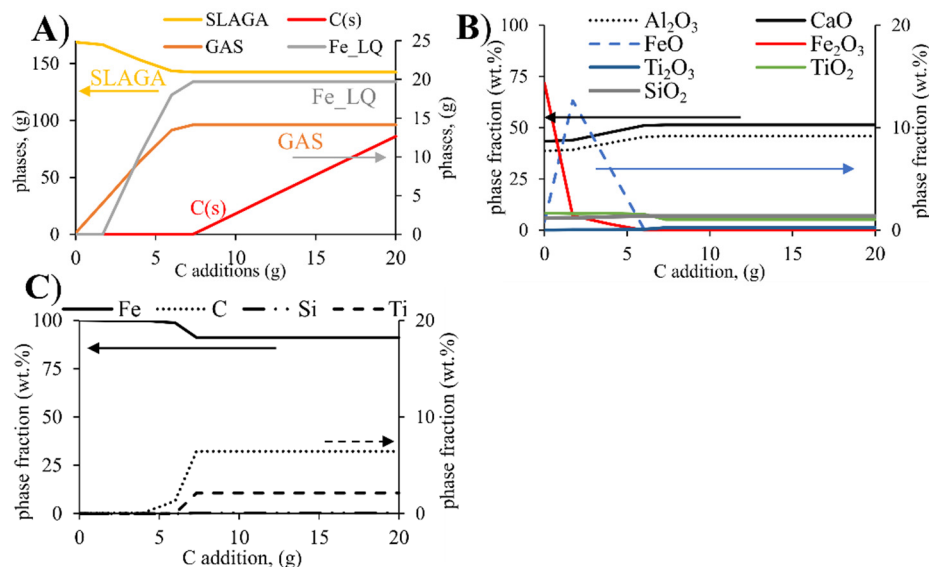 A)
SLAGA C(s)
GAS Fe_LQ
150
100
50
0
phases, (g)
25
20
15
10
5
0
phases, (g)
SLAGA
Fe_LQ
GAS
C(s)
0 5 10 15 20
C additions (g)
B)
Al₂O₃ CaO
FeO Fe₂O₃
Ti₂O₃ TiO₂
SiO₂
100
75
50
25
0
phase fraction (wt.%)
20
10
0
phase fraction (wt.%)
0 5 10 15 20
C addition, (g)
C)
Fe C Si Ti
100
75
50
25
0
phase fraction (wt.%)
20
10
0
phase fraction (wt.%)
0 5 10 15 20
C addition, (g)